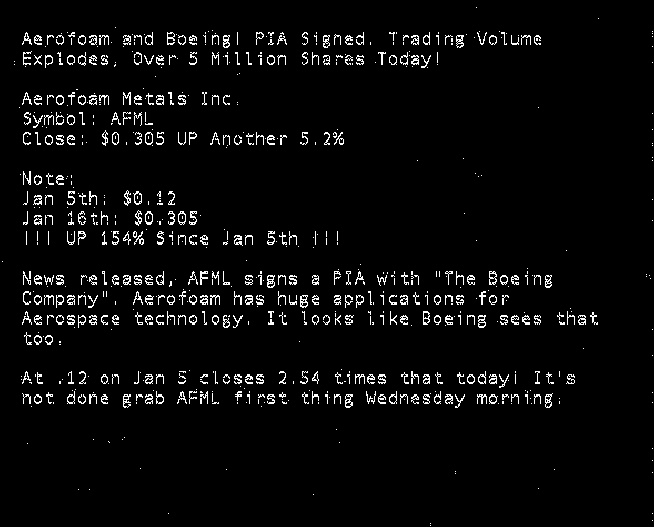 Aerofoam and Boeing! PIA Signed. Trading Volume
Explodes, Over 5 Million Shares Today!
Aerofoam Metals Inc.
Symbol: AFML
Close: $0.305 UP Another 5.2%
Note:
Jan 5th: $0.12
Jan 16th: $0.305
!!! UP 154% Since Jan 5th !!!
News released, AFML signs a PIA with "The Boeing
Company". Aerofoam has huge applications for
Aerospace technology. It looks like Boeing sees that
too.
At .12 on Jan 5 closes 2.54 times that today! It's
not done grab AFML first thing Wednesday morning.